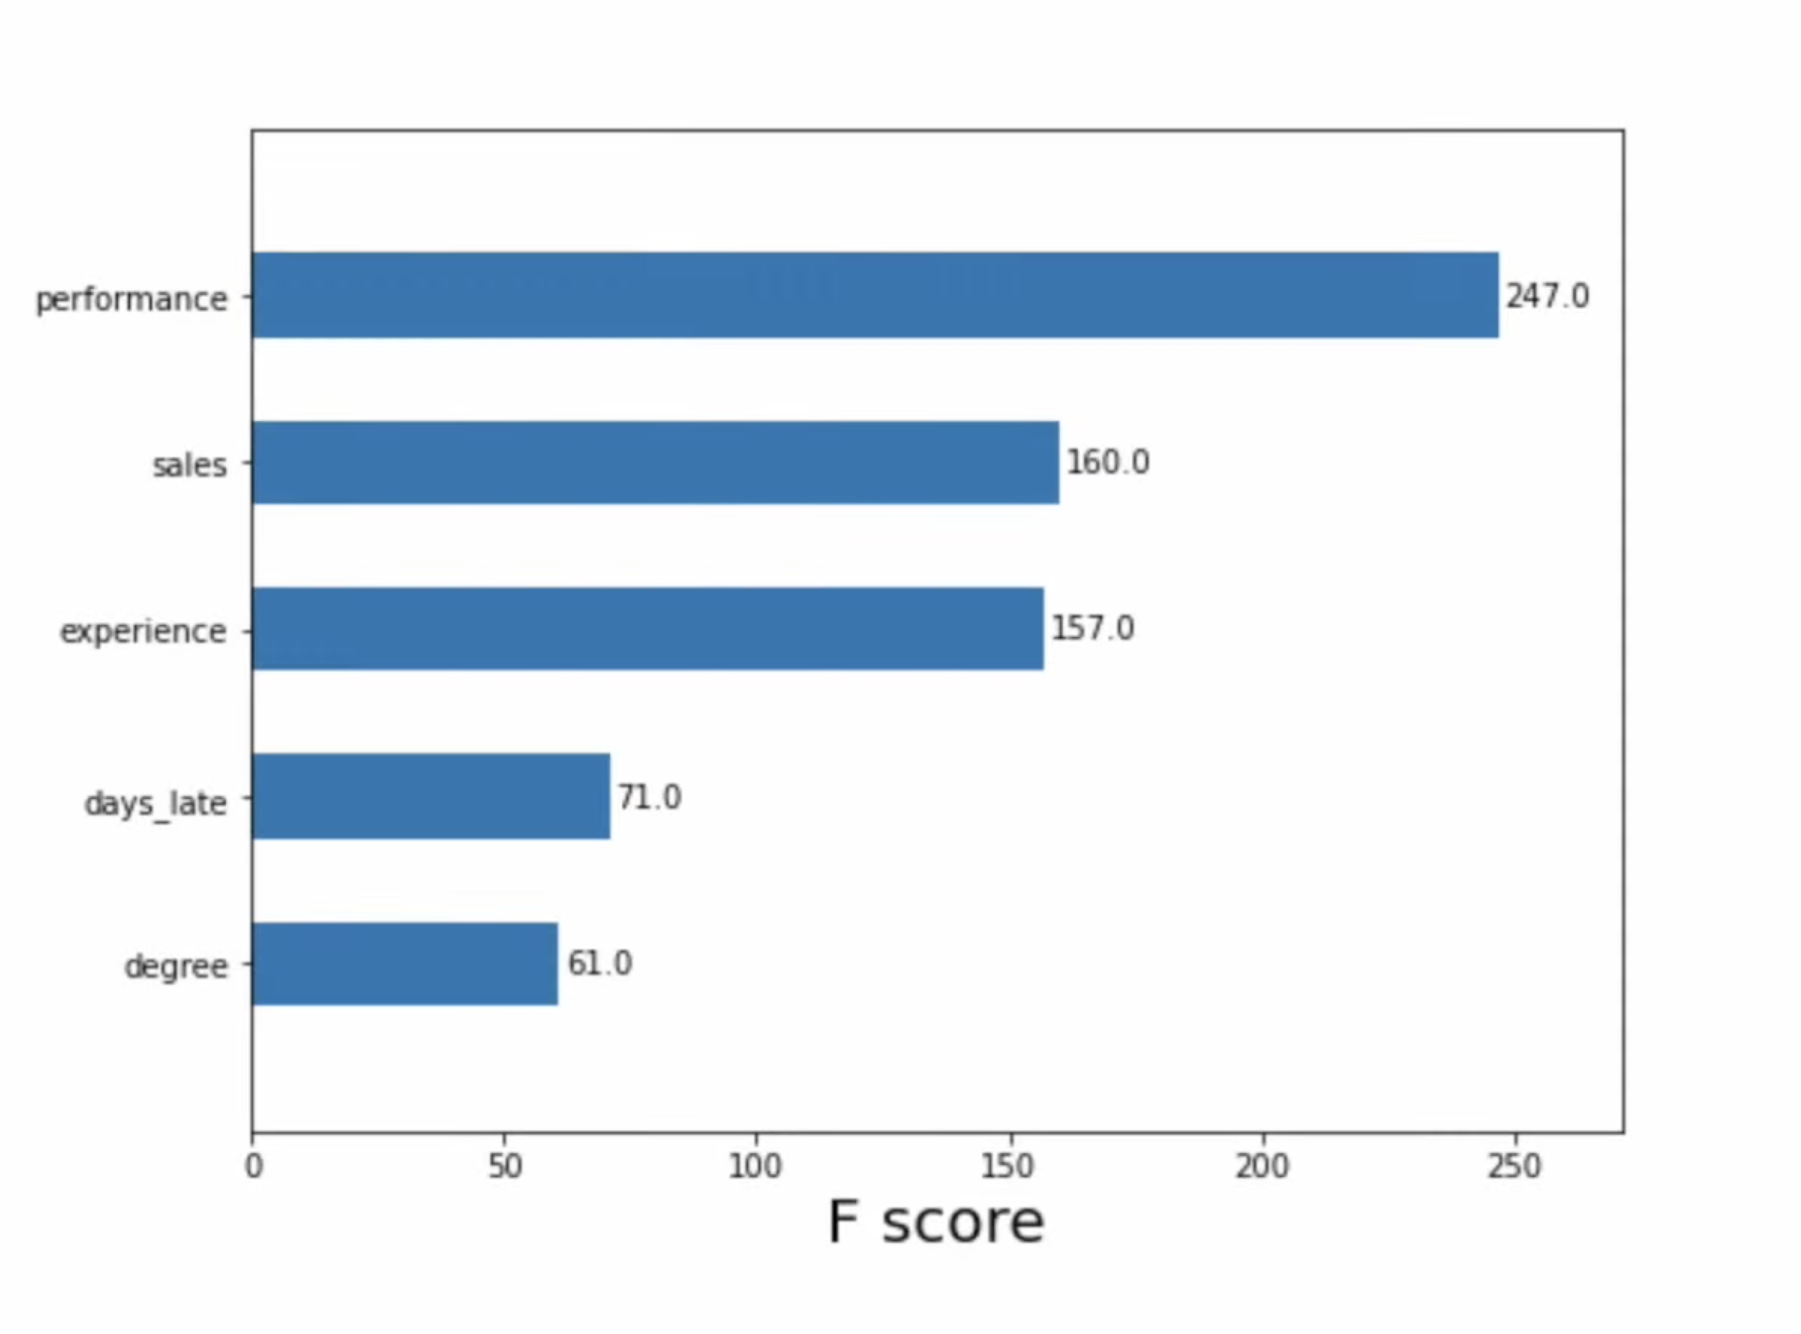 performance 247.0
sales 160.0
experience 157.0
days_late 71.0
degree 61.0
0 50 100 150 200 250
F score